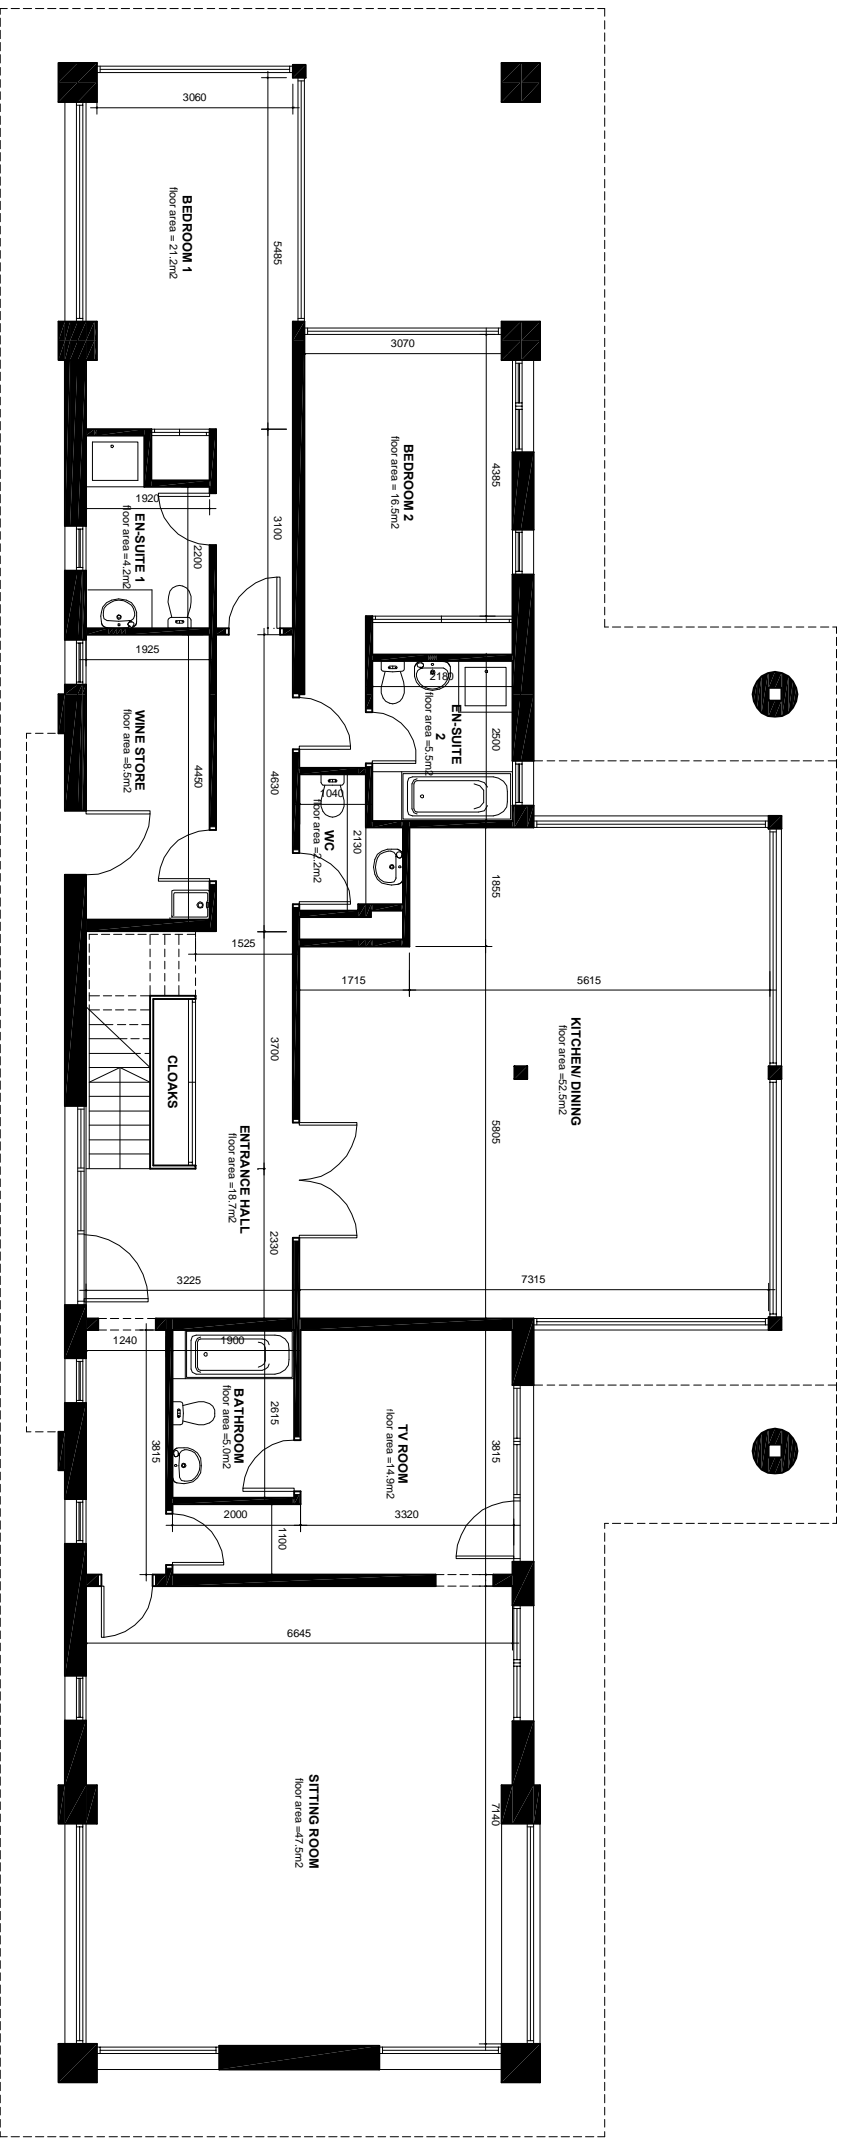 3060
BEDROOM 1
floor area = 21.2m2
5485
3070
BEDROOM 2
floor area = 16.5m2
4385
1920
EN-SUITE 1
floor area =4.2m2
2200
3100
1925
WINE STORE
floor area =8.5m2
4450
4630
2180
EN-SUITE
2
floor area =5.5m2
2500
1040
WC
floor area =2.2m2
2130
1855
1525
1715
5615
3700
CLOAKS
KITCHEN/ DINING
floor area =52.5m2
5805
ENTRANCE HALL
floor area =18.7m2
2330
3225
7315
1240
1900
BATHROOM
floor area =5.0m2
2615
TV ROOM
floor area =14.9m2
3815
3815
2000
1100
3320
6645
SITTING ROOM
floor area =47.5m2
7140